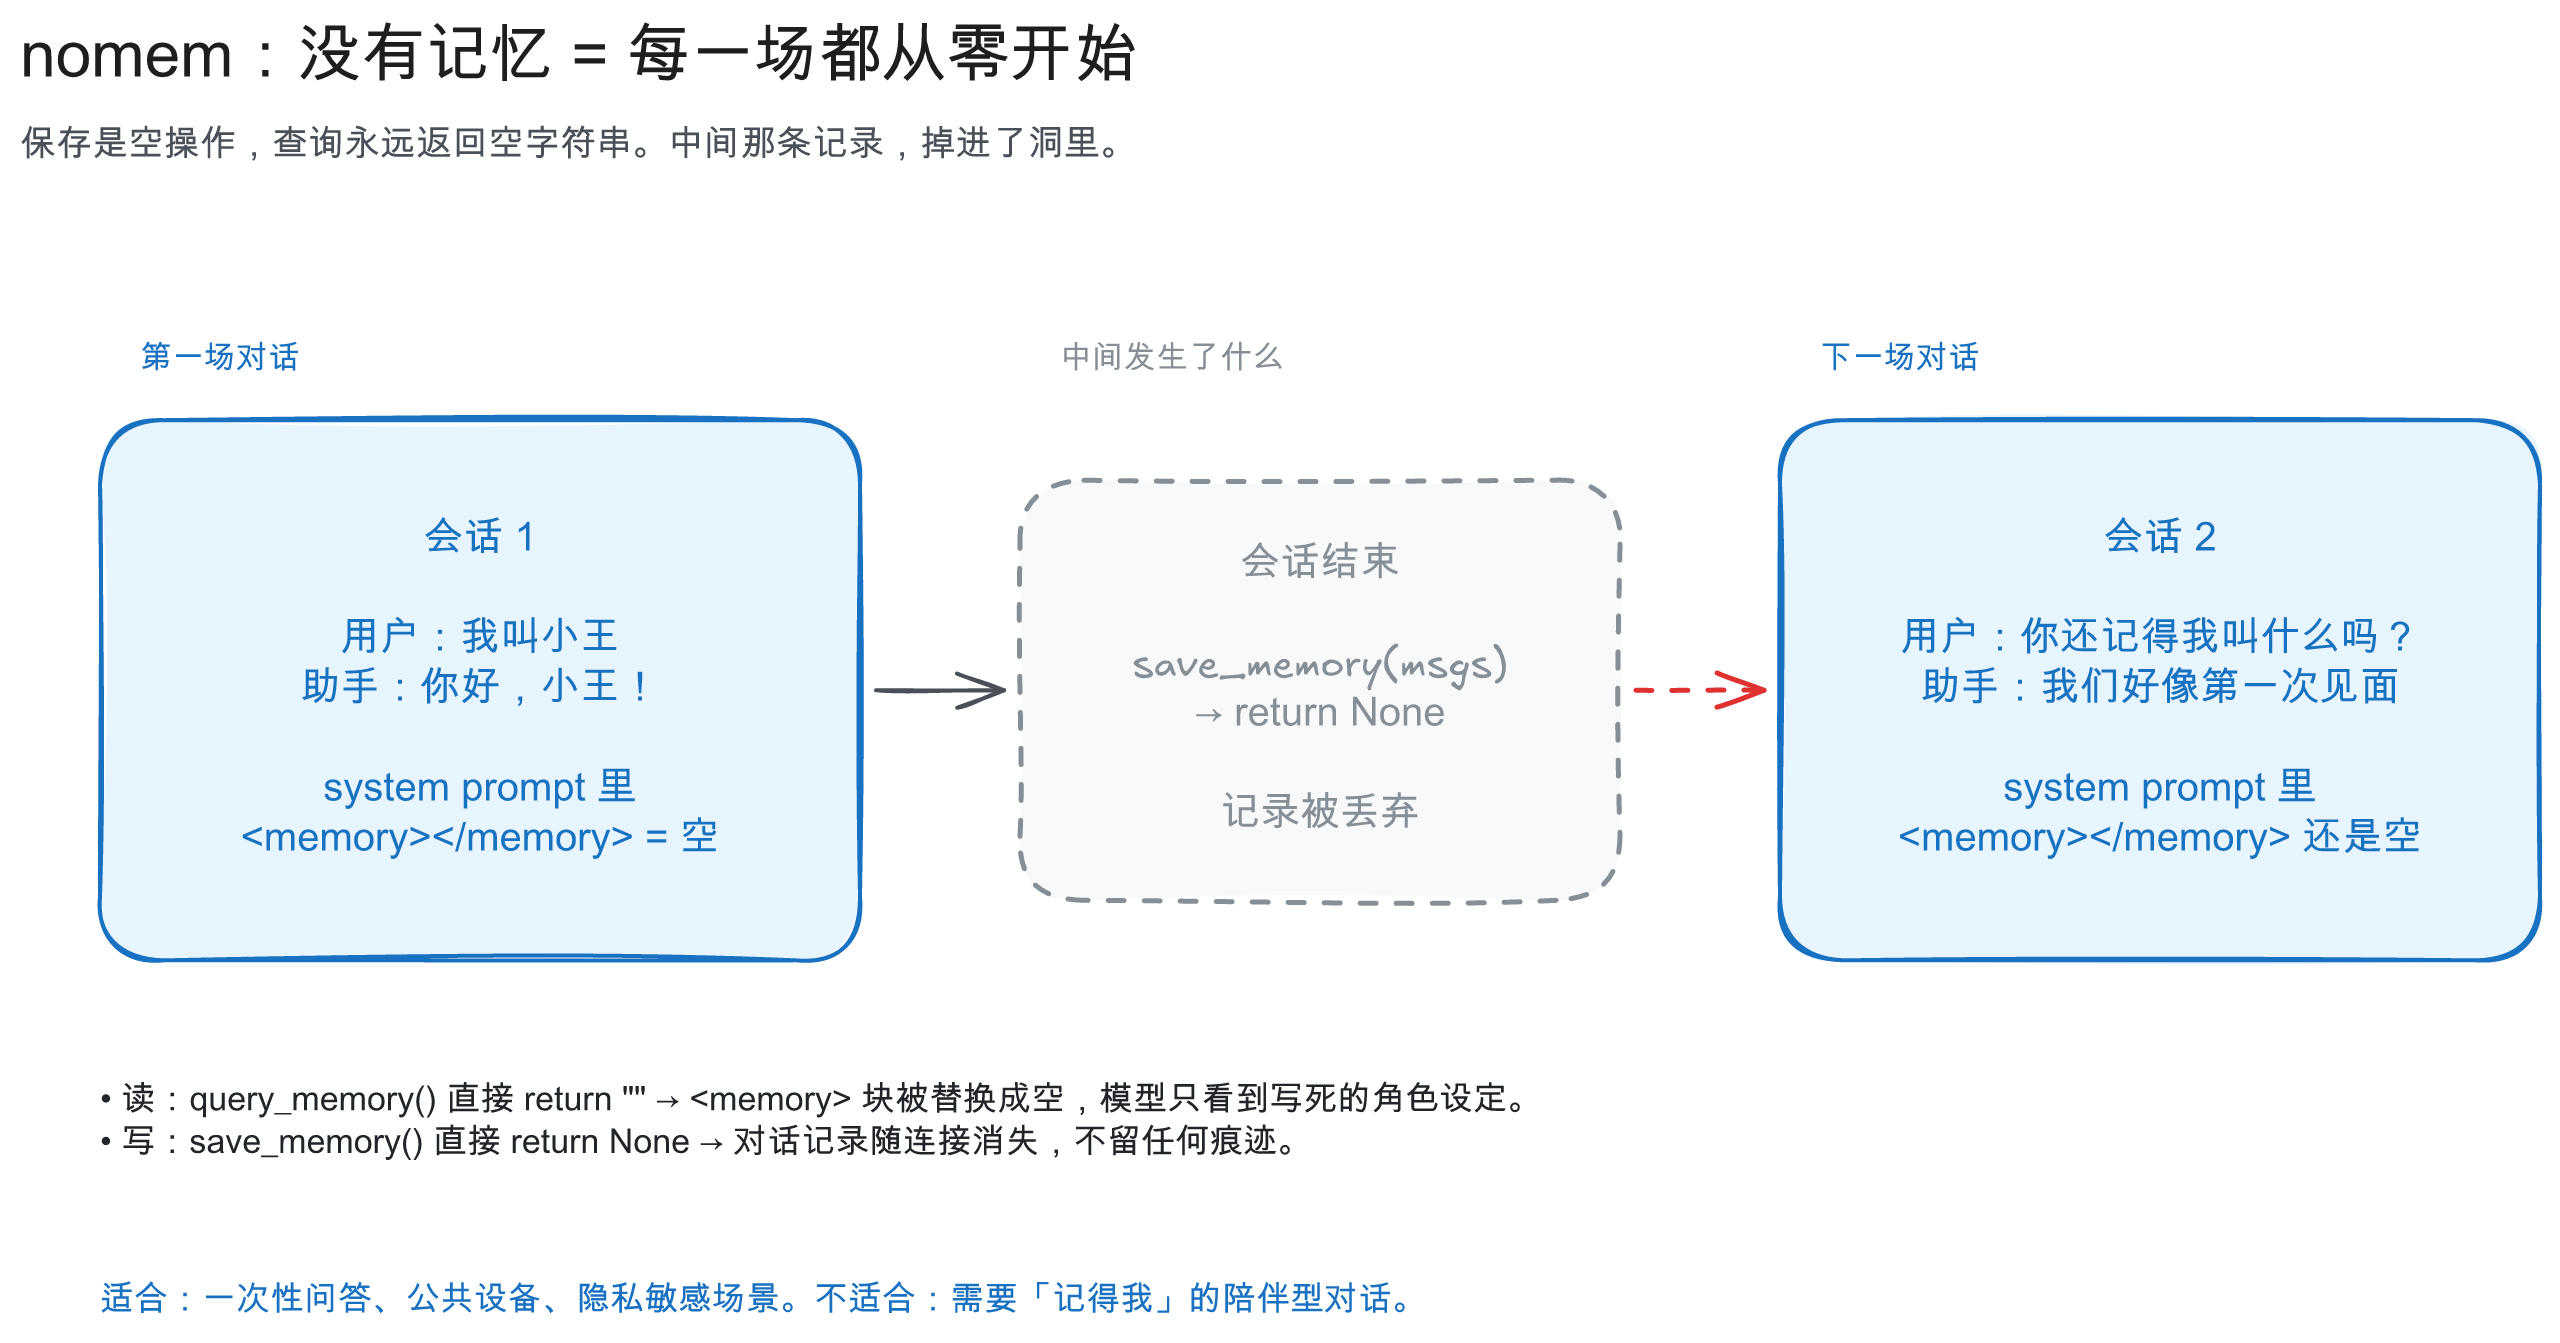 nomem：没有记忆 = 每一场都从零开始
保存是空操作，查询永远返回空字符串。中间那条记录，掉进了洞里。
第一场对话
中间发生了什么
下一场对话
会话 1
用户：我叫小王
助手：你好，小王！
system prompt 里
<memory></memory> = 空
会话结束
save_memory(msgs)
→ return None
记录被丢弃
会话 2
用户：你还记得我叫什么吗？
助手：我们好像第一次见面
system prompt 里
<memory></memory> 还是空
• 读：query_memory() 直接 return "" → <memory> 块被替换成空，模型只看到写死的角色设定。
• 写：save_memory() 直接 return None → 对话记录随连接消失，不留任何痕迹。
适合：一次性问答、公共设备、隐私敏感场景。不适合：需要「记得我」的陪伴型对话。